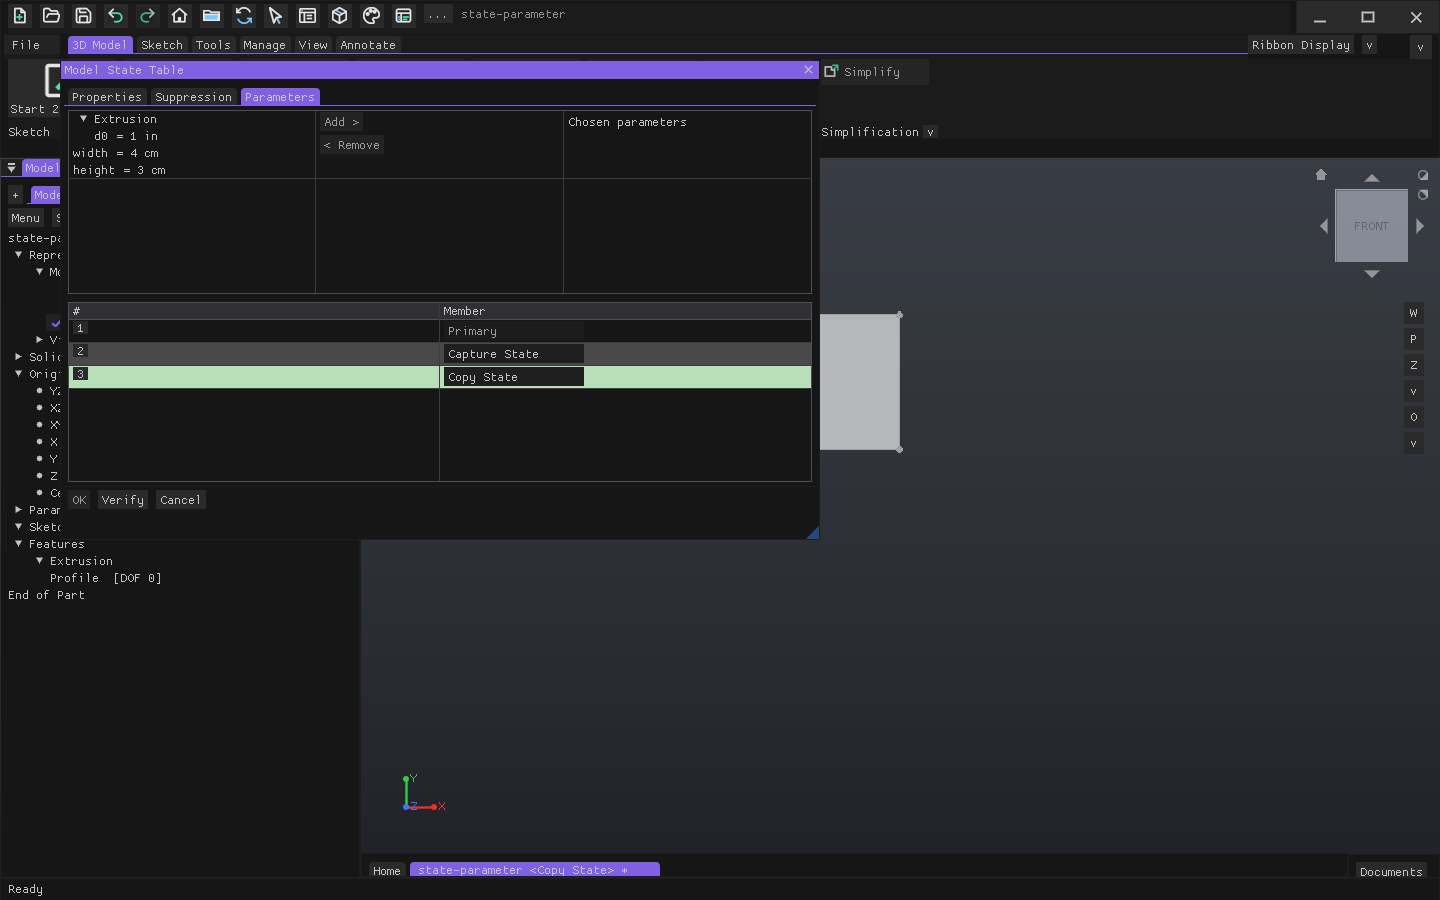 ... state-parameter
File 3D Model Sketch Tools Manage View Annotate Ribbon Display v v
Model State Table
Simplify
Start 2
Properties Suppression Parameters
Extrusion Add > Chosen parameters
d0 = 1 in
Sketch Simplification v
< Remove
width = 4 cm
height = 3 cm
Model
+
Menu
FRONT
# Member
1 Primary
2 Capture State
3 Copy State
W
P
Z
v
O
v
X
Y
Z
OK Verify Cancel
Features
Extrusion
Profile [DOF 0]
End of Part
Y
Z X
Home state-parameter <Copy State> * Documents
Ready